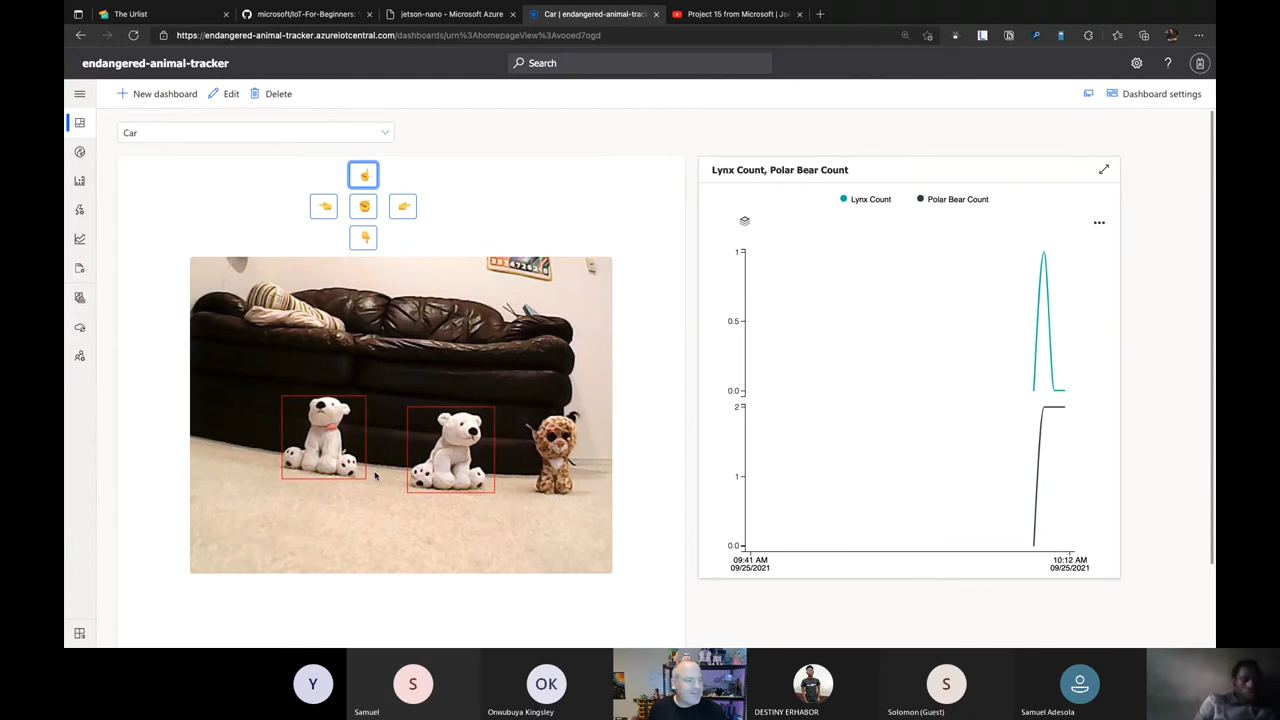 The Urlist
microsoft/IoT-For-Beginners:
jetson-nano - Microsoft Azure
Car | endangered-animal-trac
Project 15 from Microsoft | Joi
https://endangered-animal-tracker.azureiotcentral.com/dashboards/urn%3AhomepageView%3Avooed7ogd
endangered-animal-tracker
Search
New dashboard
Edit
Delete
Dashboard settings
Car
Lynx Count, Polar Bear Count
Lynx Count
Polar Bear Count
1
0.5
0.0
2
1
0.0
09:41 AM
09/25/2021
10:12 AM
09/25/2021
Y
S
Samuel
OK
Onwubuya Kingsley
DESTINY ERHABOR
S
Solomon (Guest)
Samuel Adesola